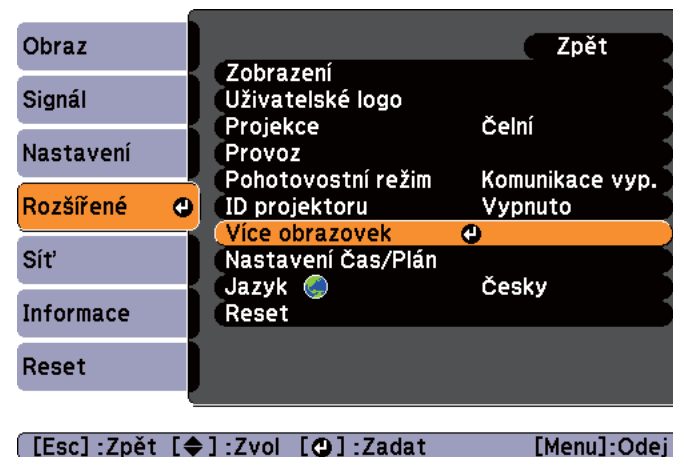 Obraz
Signál
Nastavení
Rozšířené
Síť
Informace
Reset
Zpět
Zobrazení
Uživatelské logo
Projekce Čelní
Provoz
Pohotovostní režim Komunikace vyp.
ID projektoru Vypnuto
Více obrazovek
Nastavení Čas/Plán
Jazyk Česky
Reset
[Esc] :Zpět [◆] :Zvol [↵] :Zadat [Menu]:Odej